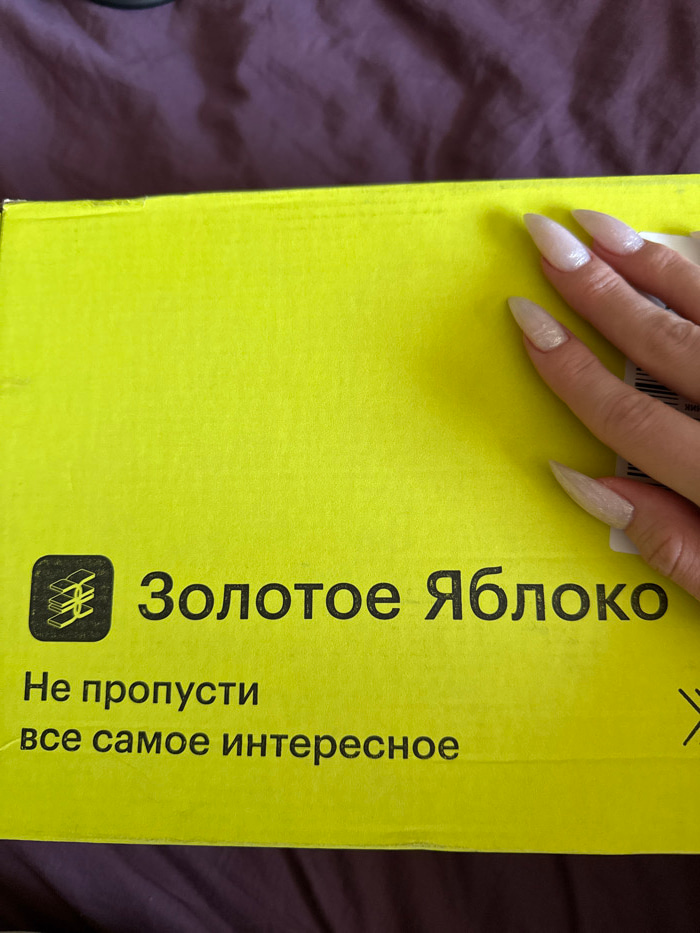 Золотое Яблоко
Не пропусти
все самое интересное